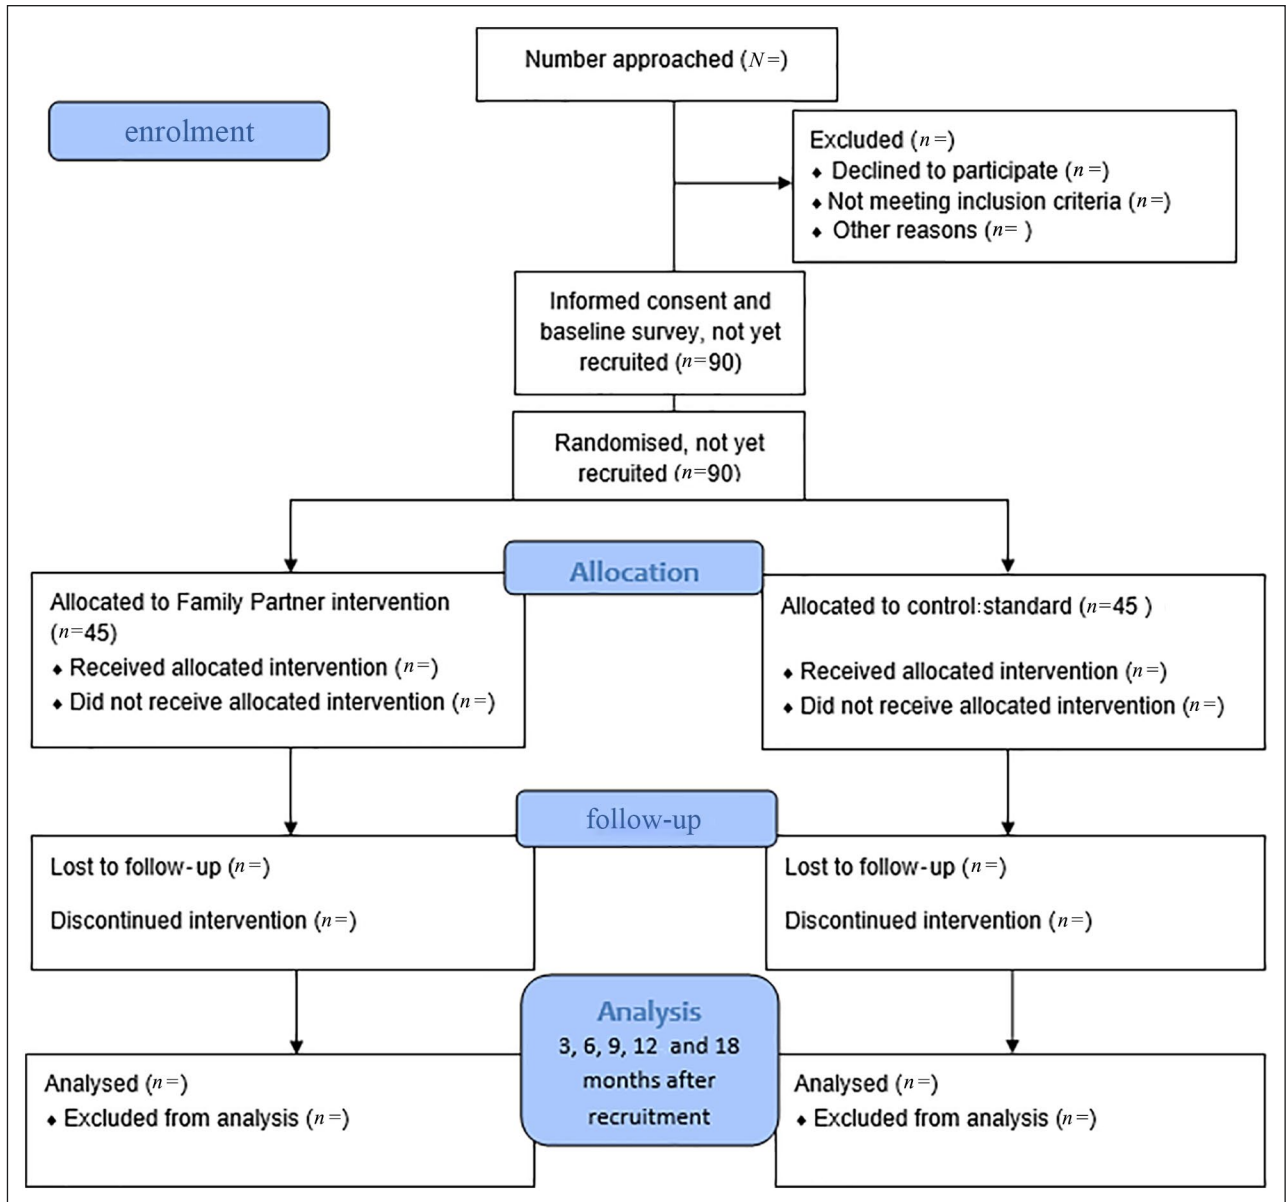 Number approached (N=)
enrolment
Excluded (n=)
♦ Declined to participate (n=)
♦ Not meeting inclusion criteria (n=)
♦ Other reasons (n= )
Informed consent and
baseline survey, not yet
recruited (n=90)
Randomised, not yet
recruited (n=90)
Allocation
Allocated to Family Partner intervention
(n=45)
♦ Received allocated intervention (n=)
♦ Did not receive allocated intervention (n=)
Allocated to control:standard (n=45 )
♦ Received allocated intervention (n=)
♦ Did not receive allocated intervention (n=)
follow-up
Lost to follow-up (n=)
Discontinued intervention (n=)
Lost to follow-up (n=)
Discontinued intervention (n=)
Analysis
3, 6, 9, 12 and 18
months after
recruitment
Analysed (n=)
♦ Excluded from analysis (n=)
Analysed (n=)
♦ Excluded from analysis (n=)